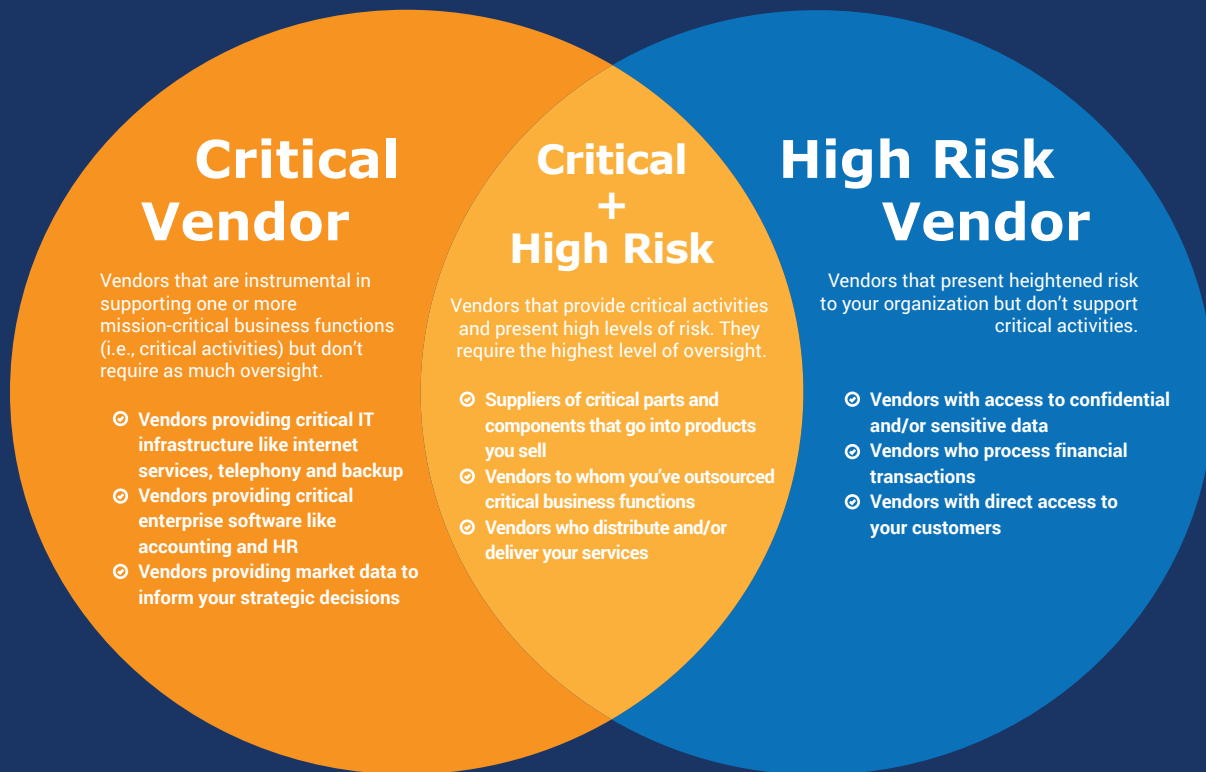 Critical
Vendor
Vendors that are instrumental in
supporting one or more
mission-critical business functions
(i.e., critical activities) but don’t
require as much oversight.
Vendors providing critical IT
infrastructure like internet
services, telephony and backup
Vendors providing critical
enterprise software like
accounting and HR
Vendors providing market data to
inform your strategic decisions
Critical
+
High Risk
Vendors that provide critical activities
and present high levels of risk. They
require the highest level of oversight.
Suppliers of critical parts and
components that go into products
you sell
Vendors to whom you’ve outsourced
critical business functions
Vendors who distribute and/or
deliver your services
High Risk
Vendor
Vendors that present heightened risk
to your organization but don’t support
critical activities.
Vendors with access to confidential
and/or sensitive data
Vendors who process financial
transactions
Vendors with direct access to
your customers